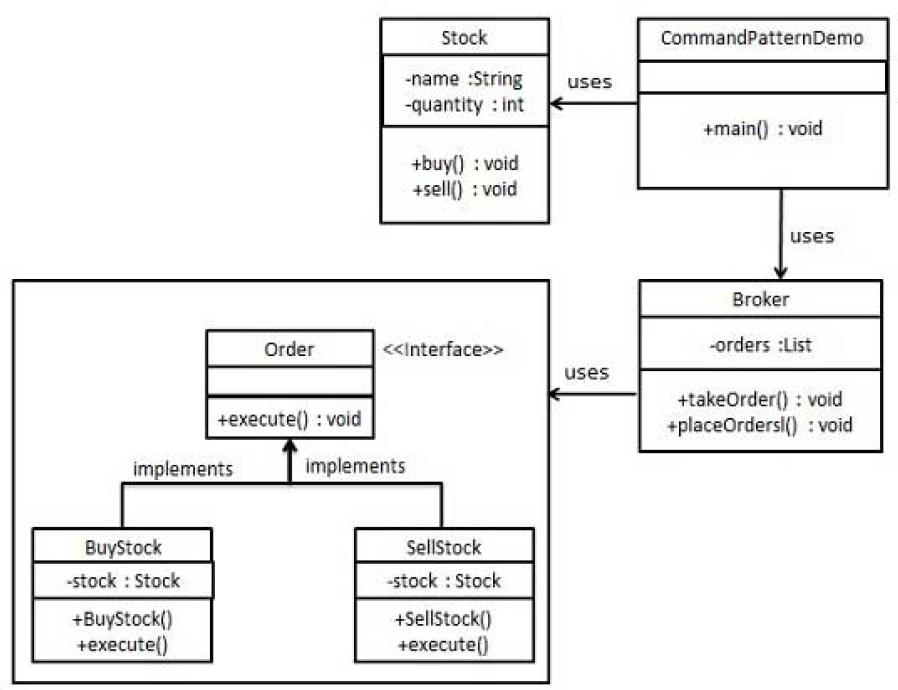 Stock
-name :String
-quantity : int
+buy() : void
+sell() : void
uses
CommandPatternDemo
+main() : void
uses
Broker
-orders :List
+takeOrder() : void
+placeOrdersl() : void
uses
Order
<<Interface>>
+execute() : void
implements
implements
BuyStock
-stock : Stock
+BuyStock()
+execute()
SellStock
-stock : Stock
+SellStock()
+execute()